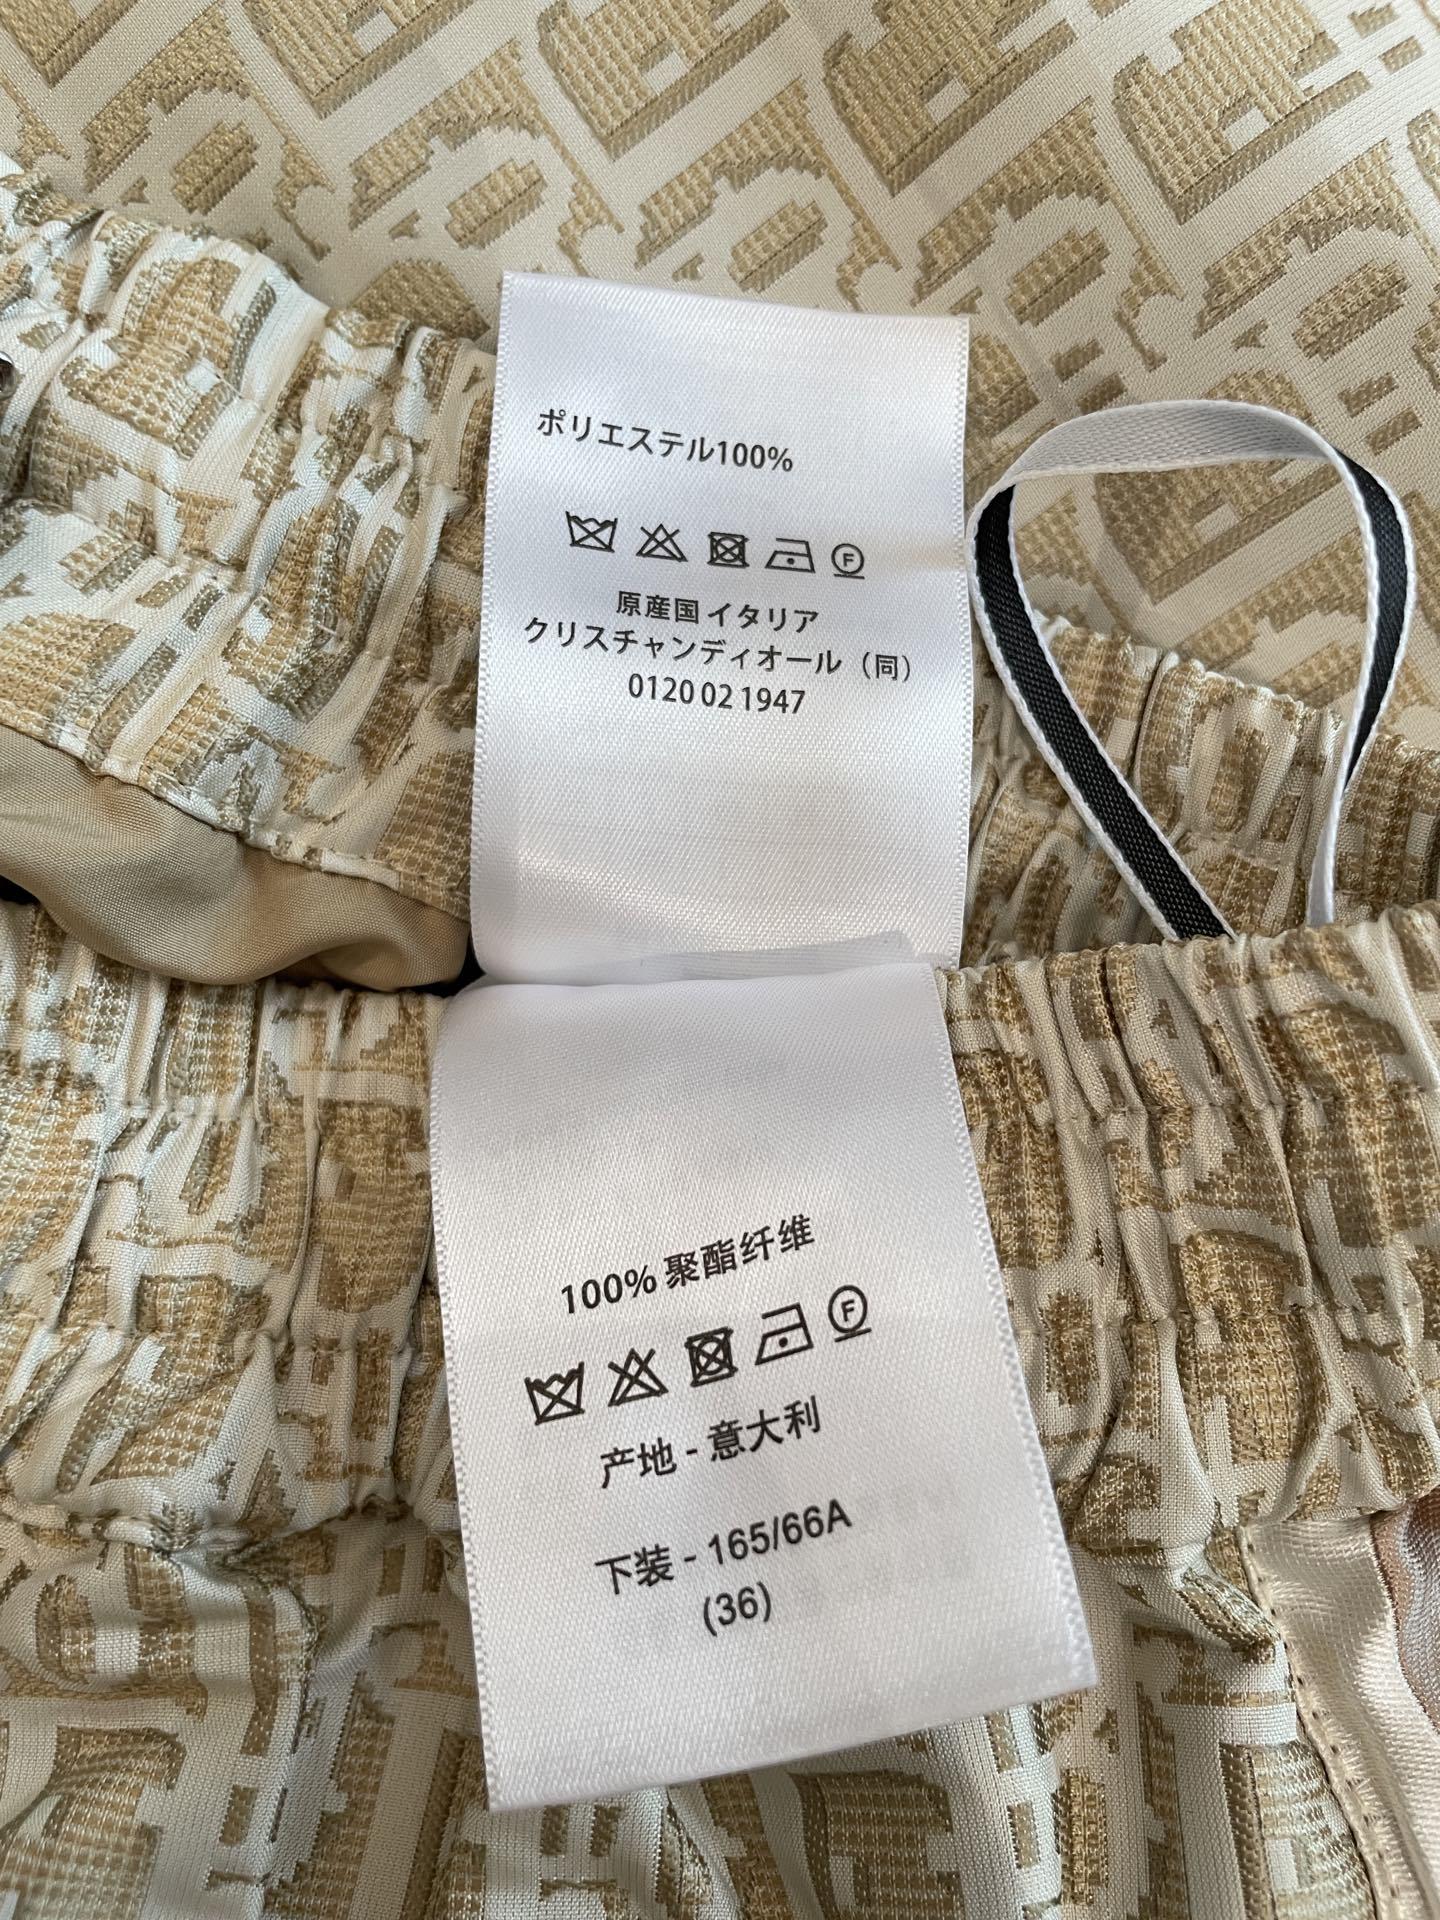 ポリエステル100%
F
原産国 イタリア
クリスチャンディオール（同）
0120 02 1947
100% 聚酯纤维
F
产地 - 意大利
下装 - 165/66A
(36)